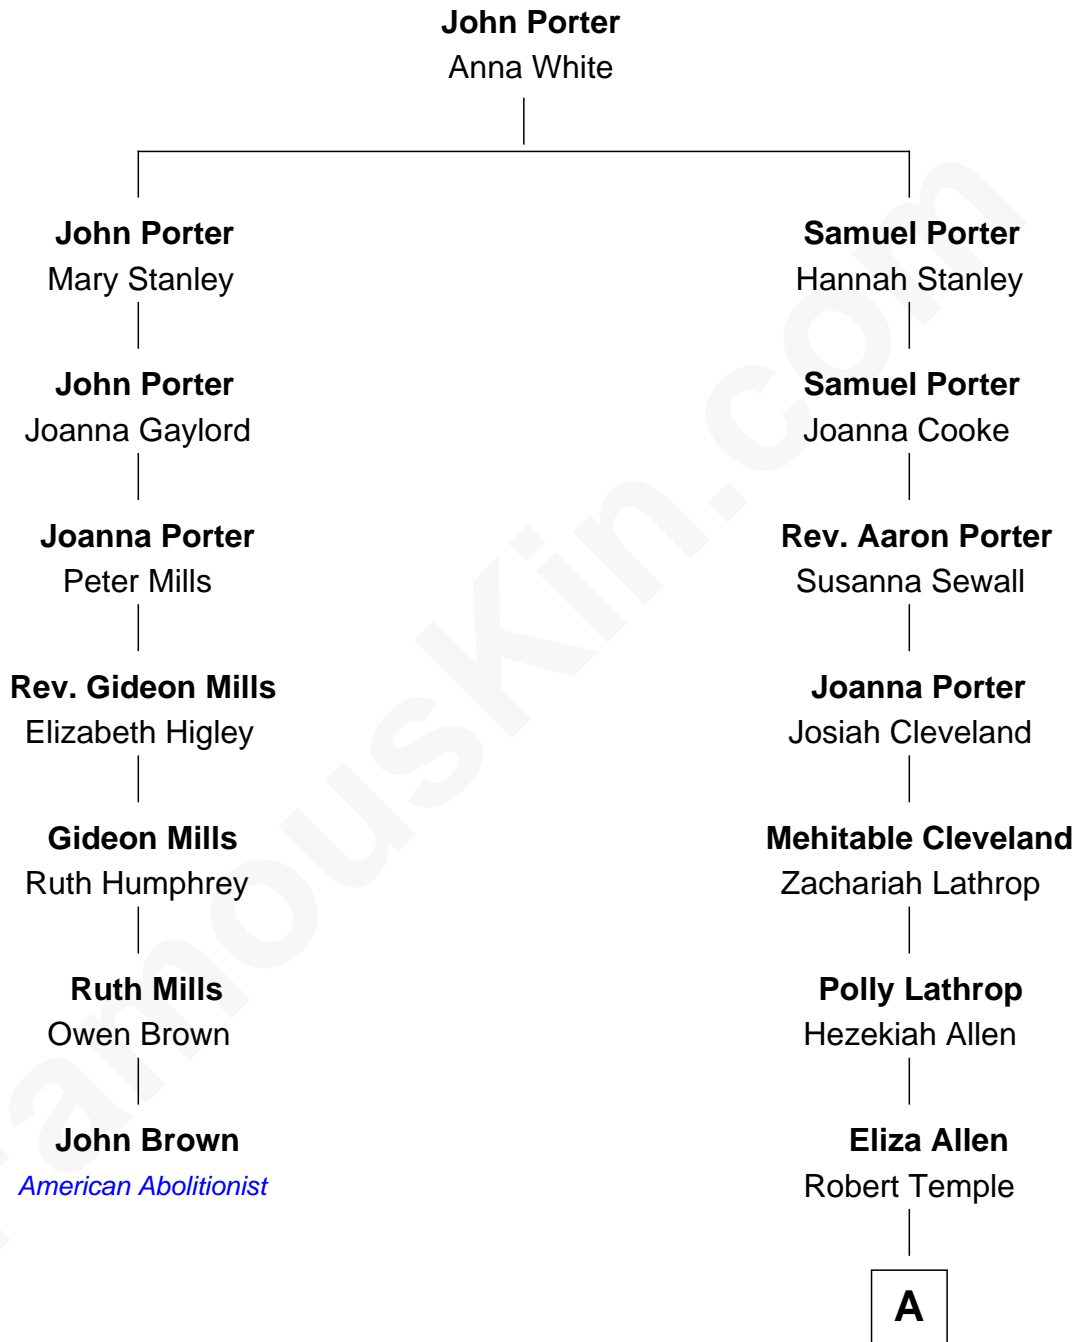 John Porter
Anna White
John Porter
Mary Stanley
Samuel Porter
Hannah Stanley
John Porter
Joanna Gaylord
Samuel Porter
Joanna Cooke
Joanna Porter
Peter Mills
Rev. Aaron Porter
Susanna Sewall
Rev. Gideon Mills
Elizabeth Higley
Joanna Porter
Josiah Cleveland
Gideon Mills
Ruth Humphrey
Mehitable Cleveland
Zachariah Lathrop
Ruth Mills
Owen Brown
Polly Lathrop
Hezekiah Allen
John Brown
American Abolitionist
Eliza Allen
Robert Temple
A
FamousKin.com